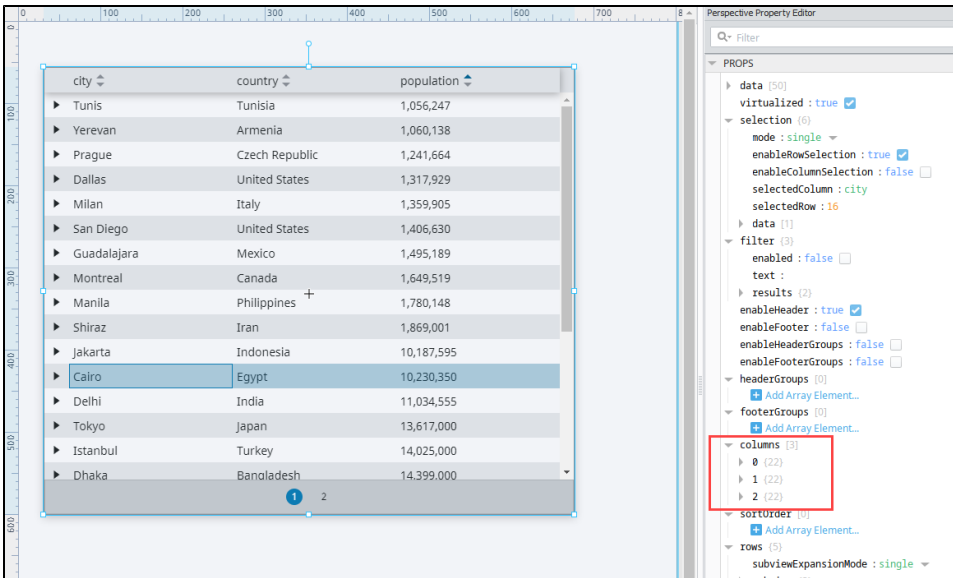 0 100 200 300 400 500 600 700 8
Perspective Property Editor
Filter
PROPS
0
100
200
300
400
500
600
city country population
Tunis Tunisia 1,056,247
Yerevan Armenia 1,060,138
Prague Czech Republic 1,241,664
Dallas United States 1,317,929
Milan Italy 1,359,905
San Diego United States 1,406,630
Guadalajara Mexico 1,495,189
Montreal Canada 1,649,519
Manila Philippines 1,780,148
Shiraz Iran 1,869,001
Jakarta Indonesia 10,187,595
Cairo Egypt 10,230,350
Delhi India 11,034,555
Tokyo Japan 13,617,000
Istanbul Turkey 14,025,000
Dhaka Bangladesh 14,399,000
1 2
data [50]
virtualized : true
selection {6}
mode : single
enableRowSelection : true
enableColumnSelection : false
selectedColumn : city
selectedRow : 16
data [1]
filter {3}
enabled : false
text :
results {2}
enableHeader : true
enableFooter : false
enableHeaderGroups : false
enableFooterGroups : false
headerGroups [0]
Add Array Element...
footerGroups [0]
Add Array Element...
columns [3]
0 {22}
1 {22}
2 {22}
sortOrder [0]
Add Array Element...
rows {5}
subviewExpansionMode : single